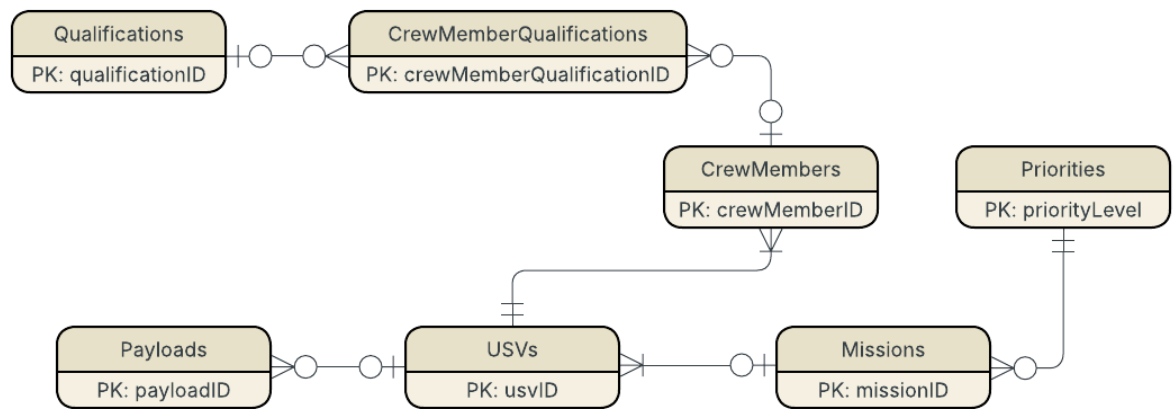 Qualifications
PK: qualificationID
CrewMemberQualifications
PK: crewMemberQualificationID
CrewMembers
PK: crewMemberID
Priorities
PK: priorityLevel
Payloads
PK: payloadID
USVs
PK: usvID
Missions
PK: missionID